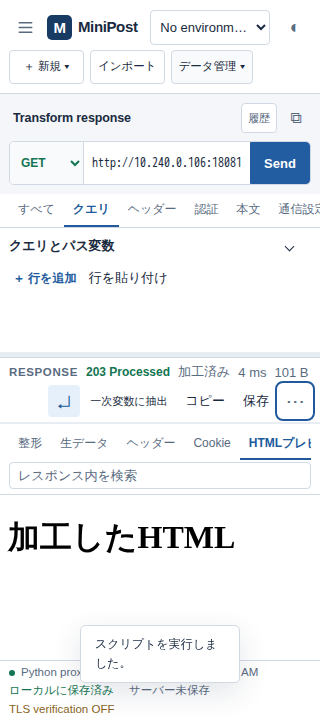 M MiniPost No environm…
＋ 新規 ▾ インポート データ管理 ▾
Transform response 履歴
GET http://10.240.0.106:18081 Send
すべて クエリ ヘッダー 認証 本文 通信設定
クエリとパス変数
＋ 行を追加 行を貼り付け
RESPONSE 203 Processed 加工済み 4 ms 101 B
一次変数に抽出 コピー 保存 ···
整形 生データ ヘッダー Cookie HTMLプレビ
レスポンス内を検索
加工したHTML
スクリプトを実行しま
した。
Python prox AM
ローカルに保存済み サーバー未保存
TLS verification OFF